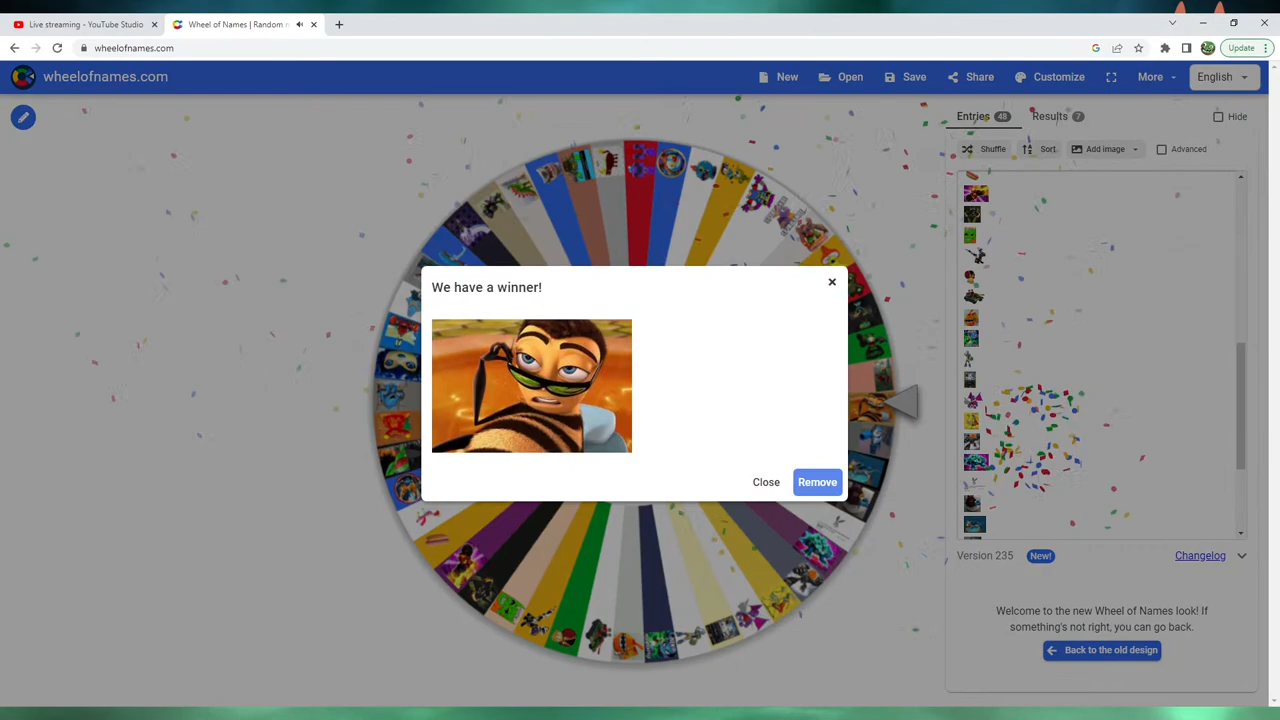 Live streaming - YouTube Studio
Wheel of Names | Random n
wheelofnames.com
Update
wheelofnames.com
New
Open
Save
Share
Customize
More
English
Entries 48
Results 7
Hide
Shuffle
Sort
Add image
Advanced
We have a winner!
Close
Remove
Version 235
New!
Changelog
Welcome to the new Wheel of Names look! If
something's not right, you can go back.
Back to the old design